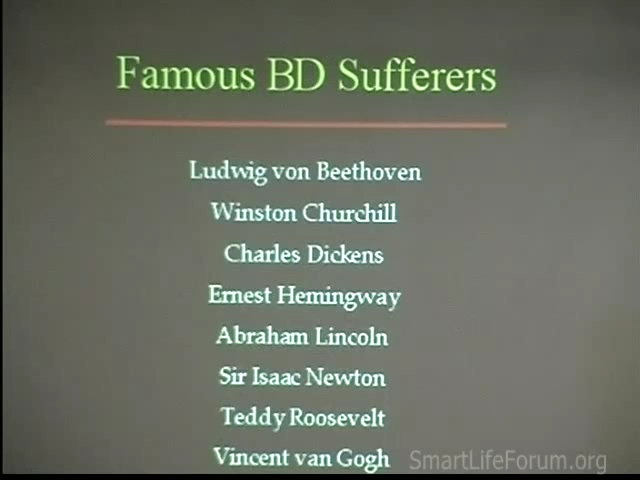 Famous BD Sufferers
Ludwig von Beethoven
Winston Churchill
Charles Dickens
Ernest Hemingway
Abraham Lincoln
Sir Isaac Newton
Teddy Roosevelt
Vincent van Gogh
SmartLifeForum.org